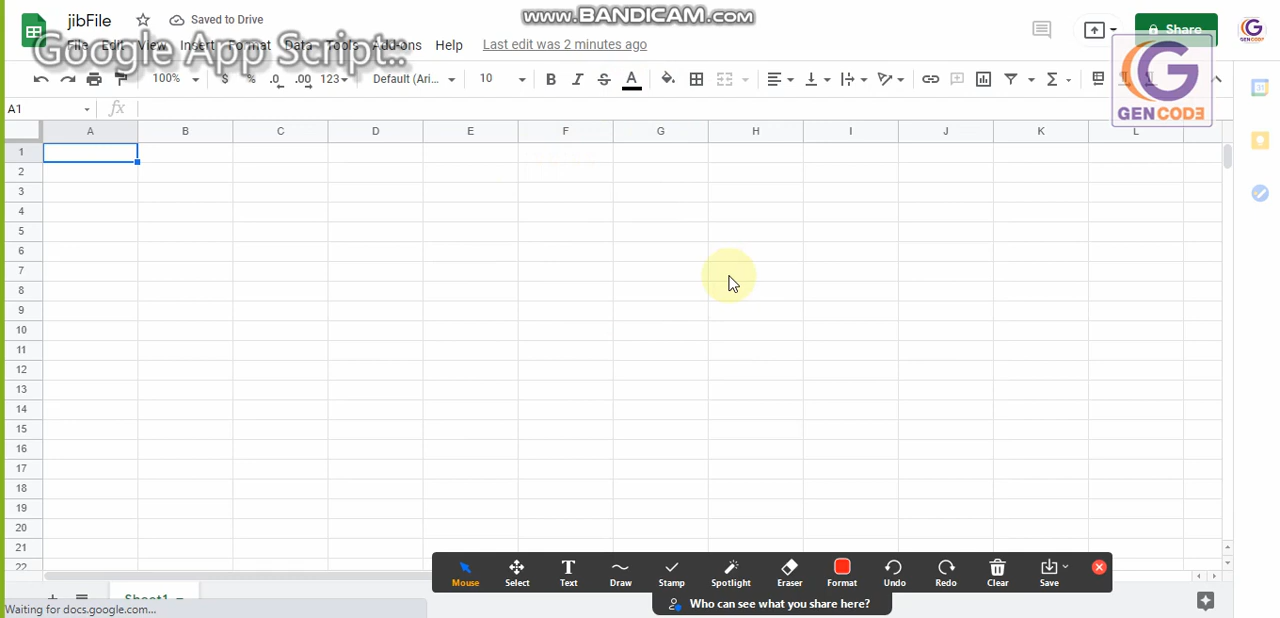 www.BANDICAM.com
jibFile
Saved to Drive
Share
File Edit View Insert Format Data Tools Add-ons Help Last edit was 2 minutes ago
Google App Script..
GENCODE
100% $ % .0 .00 123 Default (Ari... 10 B I S A Σ
A1 fx
A B C D E F G H I J K L
1
2
3
4
5
6
7
8
9
10
11
12
13
14
15
16
17
18
19
20
21
22
Mouse Select Text Draw Stamp Spotlight Eraser Format Undo Redo Clear Save
Who can see what you share here?
Sheet1
Waiting for docs.google.com...